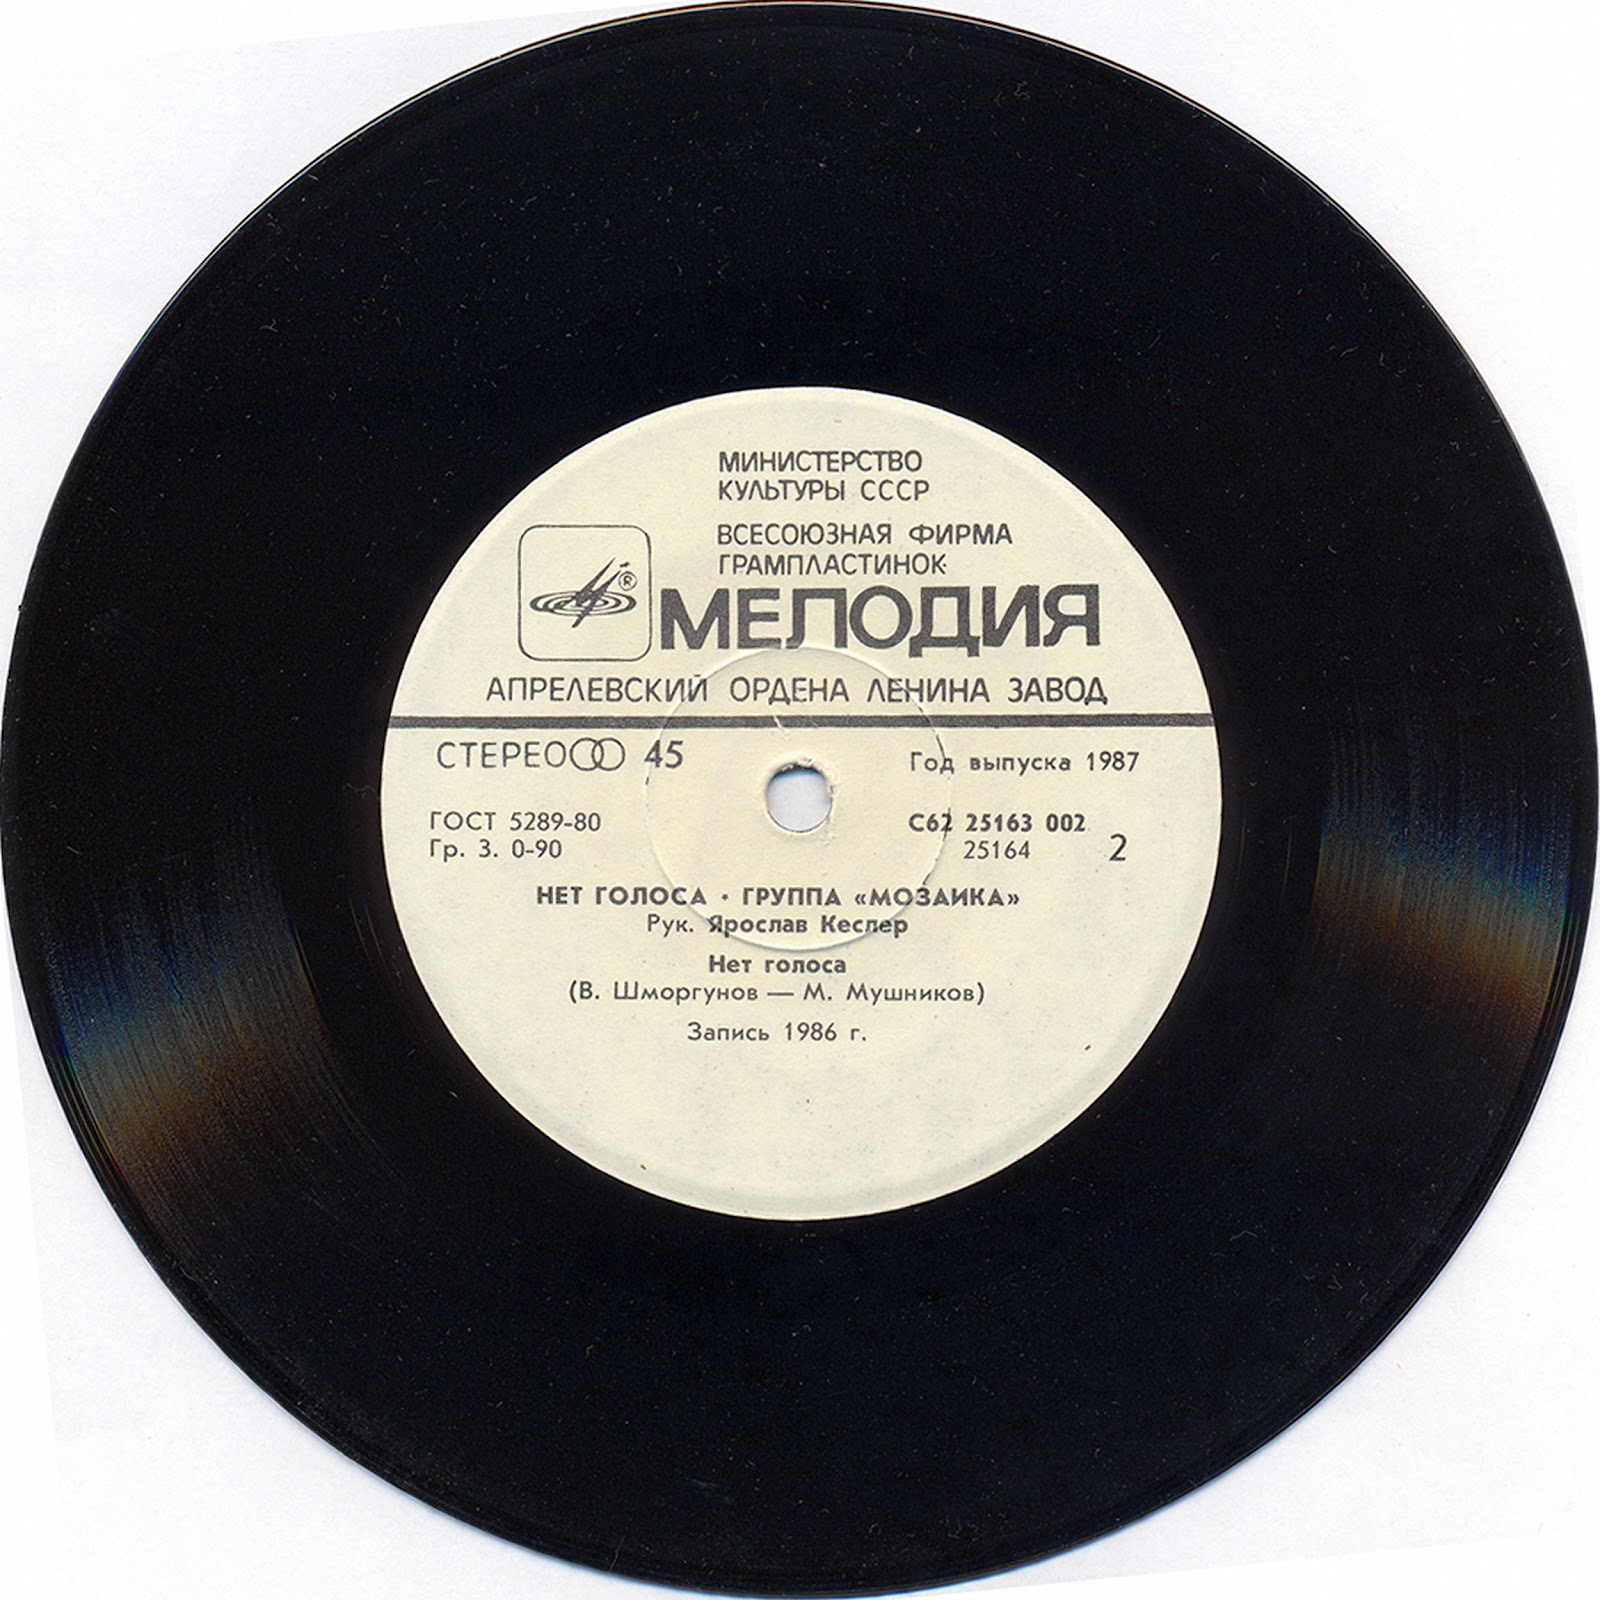 МИНИСТЕРСТВО
КУЛЬТУРЫ СССР
ВСЕСОЮЗНАЯ ФИРМА
ГРАМПЛАСТИНОК
®
МЕЛОДИЯ
АПРЕЛЕВСКИЙ ОРДЕНА ЛЕНИНА ЗАВОД
СТЕРЕО 45
Год выпуска 1987
ГОСТ 5289-80
Гр. 3. 0-90
С62 25163 002
25164 2
НЕТ ГОЛОСА · ГРУППА «МОЗАИКА»
Рук. Ярослав Кеслер
Нет голоса
(В. Шморгунов — М. Мушников)
Запись 1986 г.